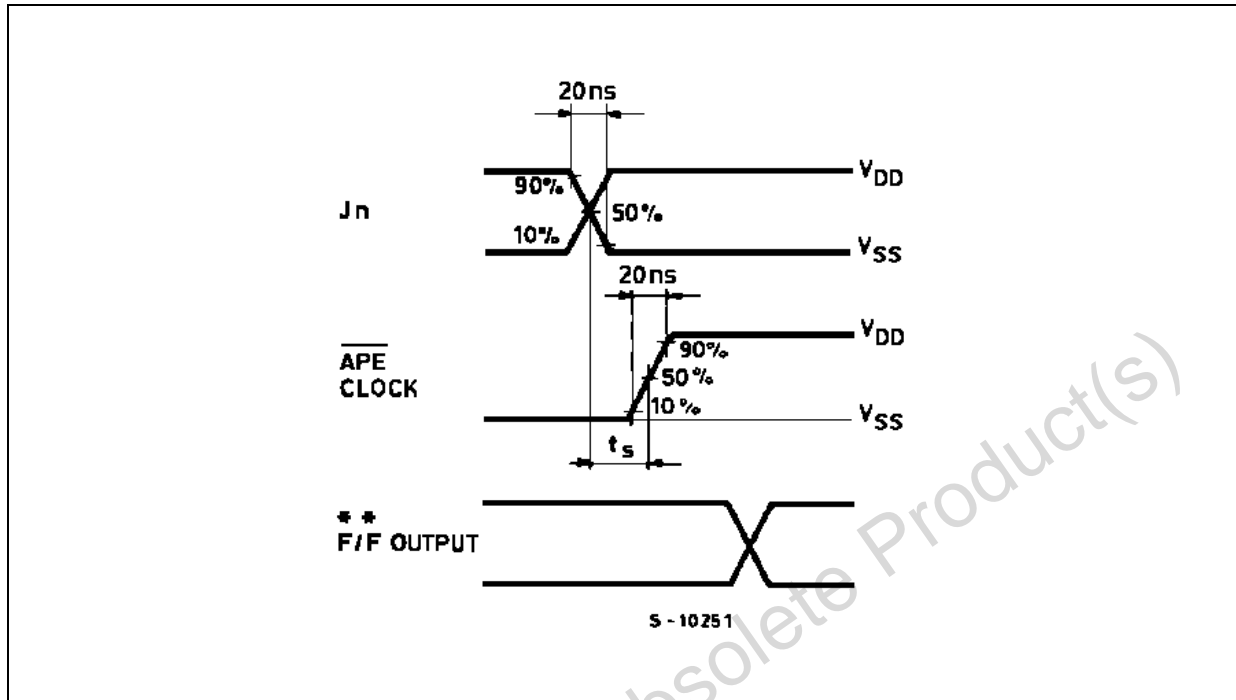 20ns
Jn
90%
50%
10%
VDD
VSS
20ns
APE
CLOCK
VDD
90%
50%
10%
VSS
ts
* *
F/F OUTPUT
S-10251
bsolete Product(s)